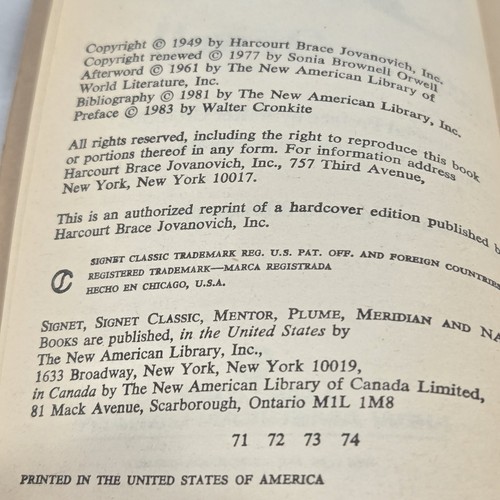 Copyright © 1949 by Harcourt Brace Jovanovich, Inc.
Copyright renewed © 1977 by Sonia Brownell Orwell
Afterword © 1961 by The New American Library of
World Literature, Inc.
Bibliography © 1981 by The New American Library, Inc.
Preface © 1983 by Walter Cronkite
All rights reserved, including the right to reproduce this book
or portions thereof in any form. For information address
Harcourt Brace Jovanovich, Inc., 757 Third Avenue,
New York, New York 10017.
This is an authorized reprint of a hardcover edition published
Harcourt Brace Jovanovich, Inc.
SIGNET CLASSIC TRADEMARK REG. U.S. PAT. OFF. AND FOREIGN COUNTRIES
REGISTERED TRADEMARK—MARCA REGISTRADA
HECHO EN CHICAGO, U.S.A.
SIGNET, SIGNET CLASSIC, MENTOR, PLUME, MERIDIAN AND
BOOKS are published, in the United States by
The New American Library, Inc.,
1633 Broadway, New York, New York 10019,
in Canada by The New American Library of Canada Limited,
81 Mack Avenue, Scarborough, Ontario M1L 1M8
71 72 73 74
PRINTED IN THE UNITED STATES OF AMERICA